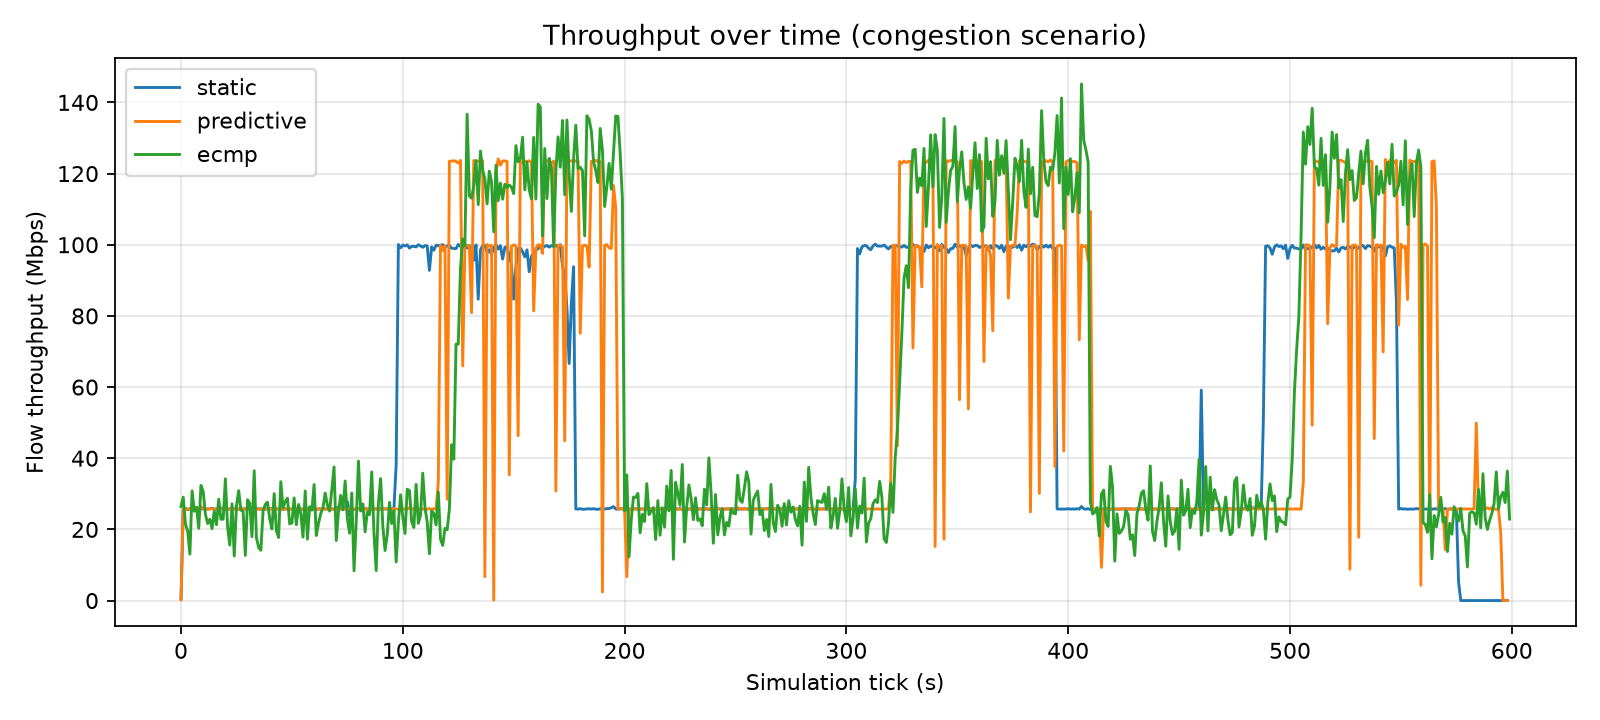 Throughput over time (congestion scenario)
static
predictive
ecmp
Flow throughput (Mbps)
140
120
100
80
60
40
20
0
0 100 200 300 400 500 600
Simulation tick (s)